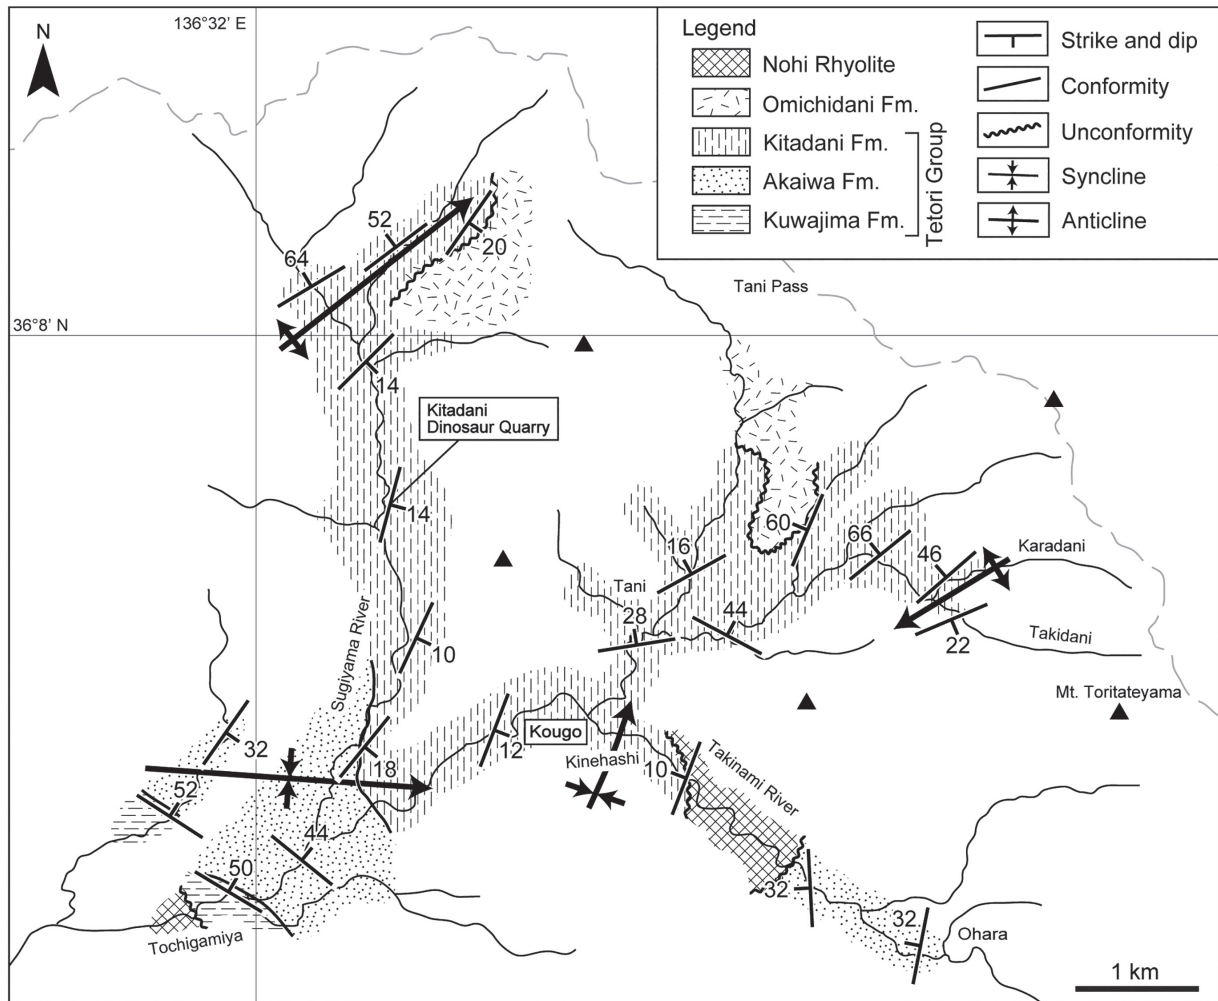 136°32’ E
N
Legend
Nohi Rhyolite
Omichidani Fm.
Kitadani Fm.
Akaiwa Fm.
Kuwajima Fm.
Tetori Group
Strike and dip
Conformity
Unconformity
Syncline
Anticline
52
20
64
Tani Pass
36°8’ N
14
Kitadani
Dinosaur Quarry
14
60
16
66
46
Karadani
Tani
28
44
Takidani
22
Sugiyama River
10
Mt. Toritateyama
32
12
Kougo
Kinehashi
10
Takinami River
18
52
44
50
32
32
Ohara
Tochigamiya
1 km